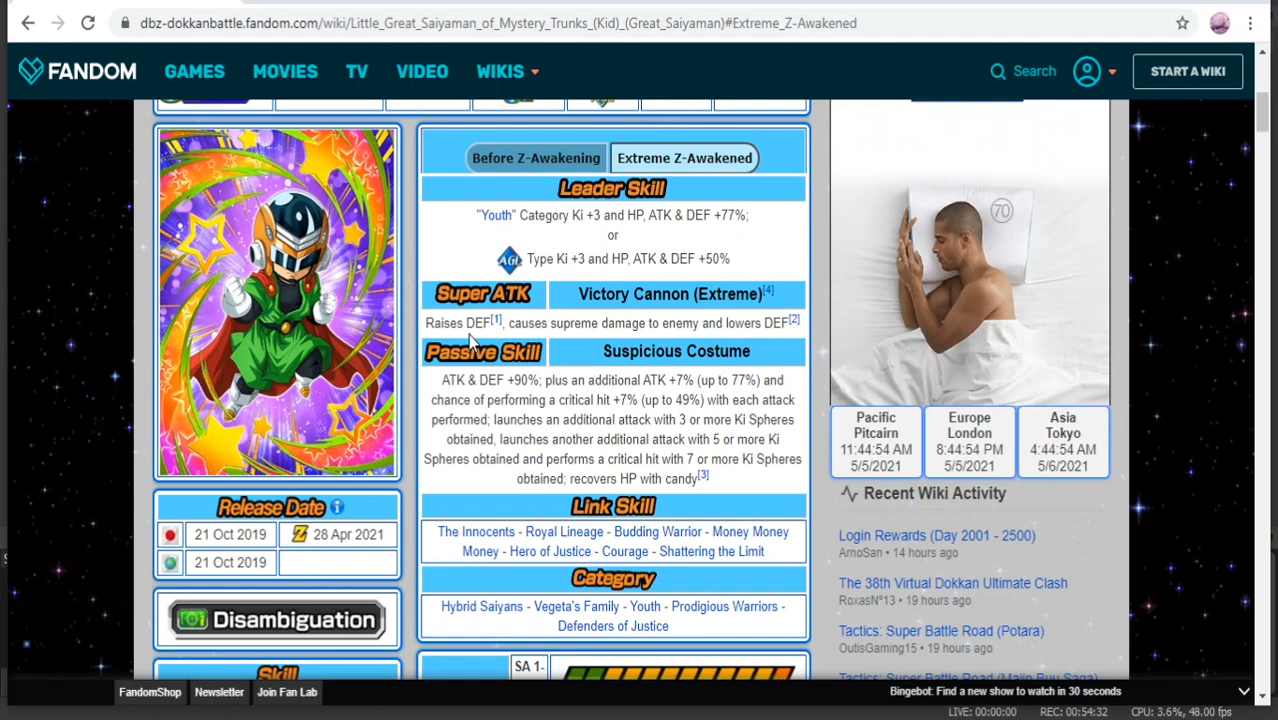 dbz-dokkanbattle.fandom.com/wiki/Little_Great_Saiyaman_of_Mystery_Trunks_(Kid)_(Great_Saiyaman)#Extreme_Z-Awakened
FANDOM GAMES MOVIES TV VIDEO WIKIS Search START A WIKI
Before Z-Awakening Extreme Z-Awakened
Leader Skill
"Youth" Category Ki +3 and HP, ATK & DEF +77%;
or
AGL Type Ki +3 and HP, ATK & DEF +50%
Super ATK Victory Cannon (Extreme)[4]
Raises DEF[1], causes supreme damage to enemy and lowers DEF[2]
Passive Skill Suspicious Costume
ATK & DEF +90%; plus an additional ATK +7% (up to 77%) and
chance of performing a critical hit +7% (up to 49%) with each attack
performed; launches an additional attack with 3 or more Ki Spheres
obtained, launches another additional attack with 5 or more Ki
Spheres obtained and performs a critical hit with 7 or more Ki Spheres
obtained; recovers HP with candy[3]
Link Skill
The Innocents - Royal Lineage - Budding Warrior - Money Money
Money - Hero of Justice - Courage - Shattering the Limit
Category
Hybrid Saiyans - Vegeta's Family - Youth - Prodigious Warriors -
Defenders of Justice
SA 1-
Release Date
21 Oct 2019 28 Apr 2021
21 Oct 2019
Disambiguation
Skill
70
Pacific Europe Asia
Pitcairn London Tokyo
11:44:54 AM 8:44:54 PM 4:44:54 AM
5/5/2021 5/5/2021 5/6/2021
Recent Wiki Activity
Login Rewards (Day 2001 - 2500)
ArnoSan • 14 hours ago
The 38th Virtual Dokkan Ultimate Clash
RoxasN°13 • 19 hours ago
Tactics: Super Battle Road (Potara)
OutisGaming15 • 19 hours ago
Tactics: Super Battle Road (Majin Buu Saga)
FandomShop Newsletter Join Fan Lab Bingebot: Find a new show to watch in 30 seconds
LIVE: 00:00:00 REC: 00:54:32 CPU: 3.6%, 48.00 fps